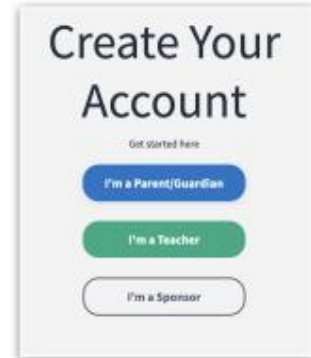 Create Your
Account
Get started here
I'm a Parent/Guardian
I'm a Teacher
I'm a Sponsor